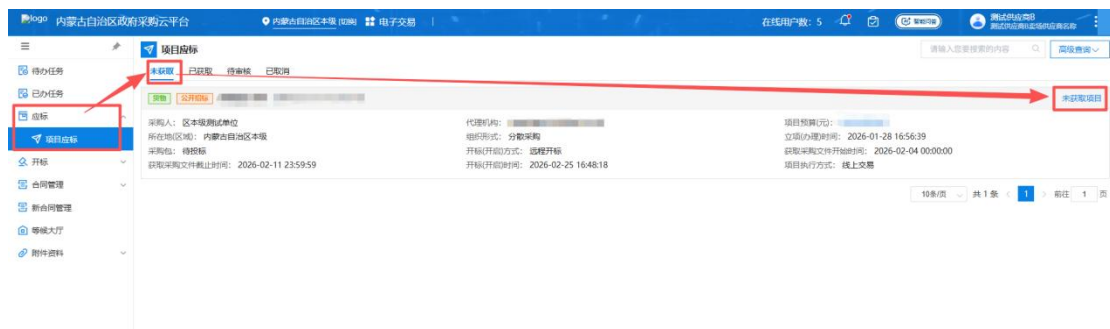 logo 内蒙古自治区政府采购云平台 内蒙古自治区本级 [切换] 电子交易 在线用户数: 5 智能问答 测试供应商B
测试供应商B卖场供应商名称
项目应标 请输入您要搜索的内容 高级查询
待办任务
已办任务
应标
项目应标
开标
合同管理
新合同管理
等候大厅
附件资料
未获取 已获取 待审核 已取消
货物 公开招标 未获取项目
采购人: 区本级测试单位 代理机构: 项目预算(元):
所在地(区域): 内蒙古自治区本级 组织形式: 分散采购 立项(办理)时间: 2026-01-28 16:56:39
采购包: 待投标 开标(开启)方式: 远程开标 获取采购文件开始时间: 2026-02-04 00:00:00
获取采购文件截止时间: 2026-02-11 23:59:59 开标(开启)时间: 2026-02-25 16:48:18 项目执行方式: 线上交易
10条/页 共 1 条 1 前往 1 页